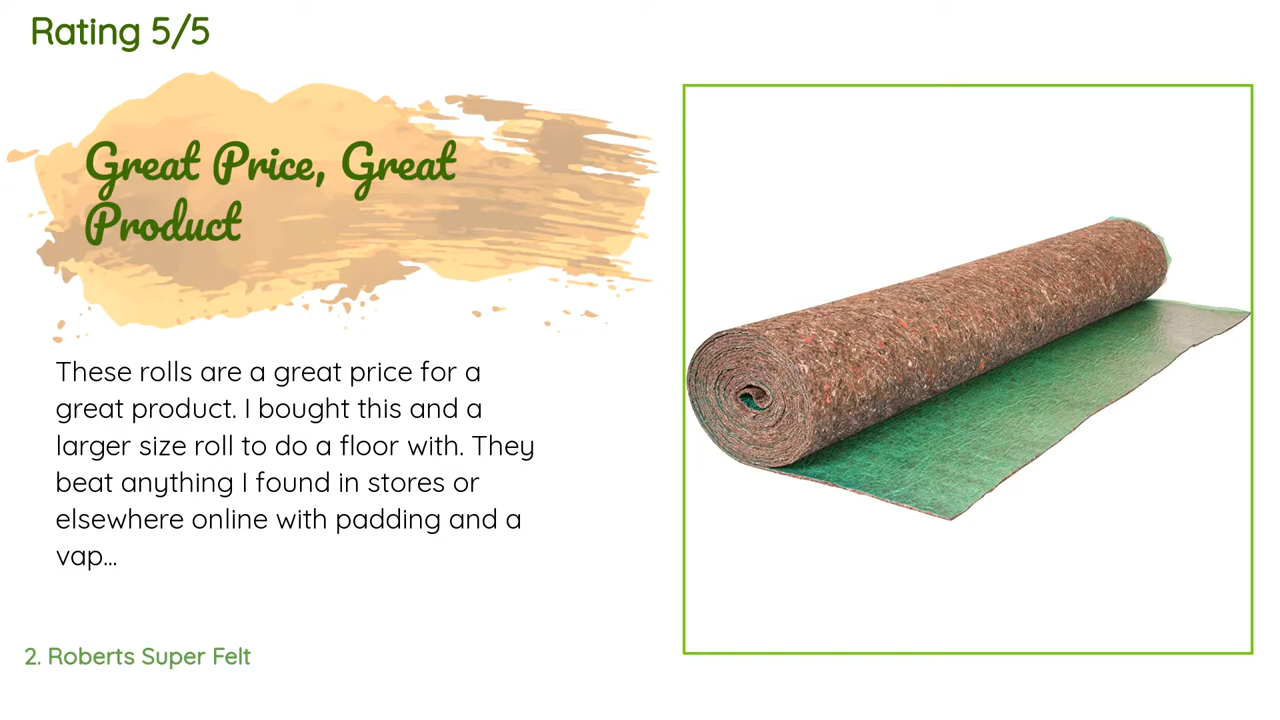 Rating 5/5
Great Price, Great
Product
These rolls are a great price for a
great product. I bought this and a
larger size roll to do a floor with. They
beat anything I found in stores or
elsewhere online with padding and a
vap...
2. Roberts Super Felt